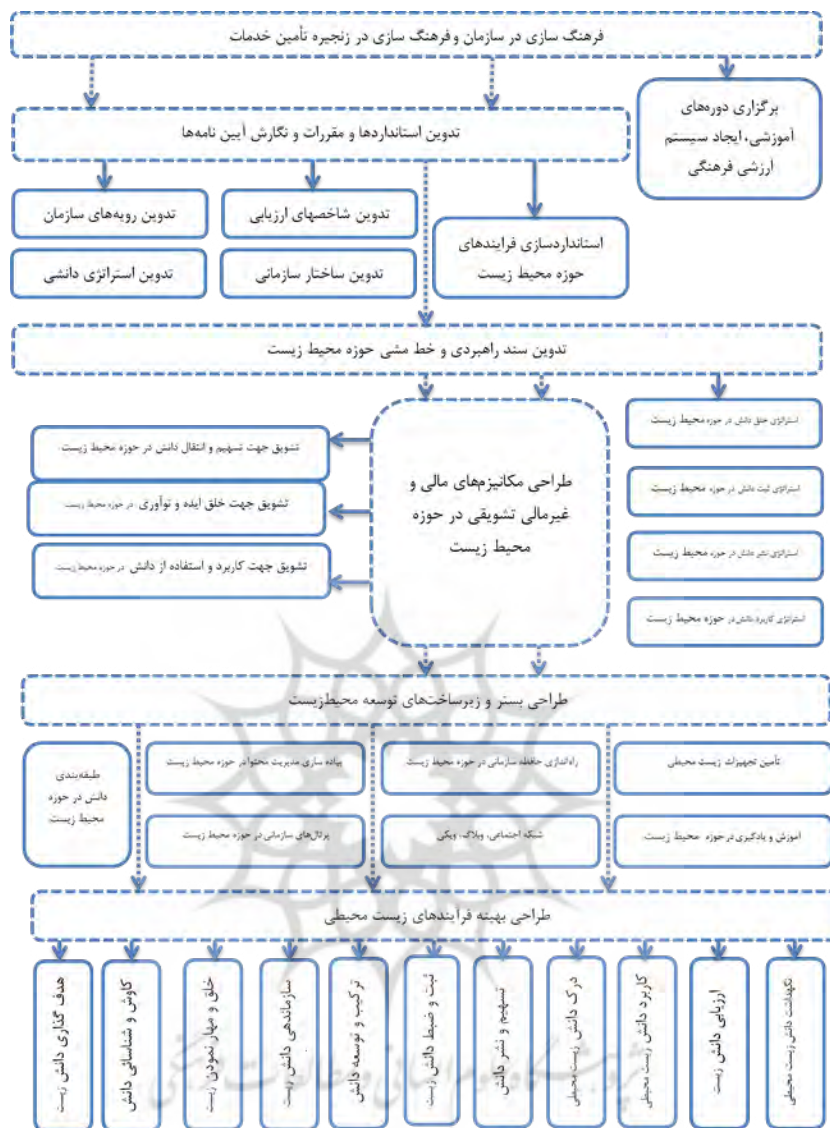 فرهنگ سازی در سازمان و فرهنگ سازی در زنجیره تأمین خدمات
برگزاری دوره‌های
آموزشی، ایجاد سیستم
ارزشی فرهنگی
تدوین استانداردها و مقررات و نگارش آیین نامه‌ها
استانداردسازی فرایندهای
حوزه محیط زیست
تدوین شاخصهای ارزیابی
تدوین رویه‌های سازمان
تدوین ساختار سازمانی
تدوین استراتژی دانشی
تدوین سند راهبردی و خط مشی حوزه محیط زیست
استراتژی خلق دانش در حوزه محیط زیست
استراتژی ثبت دانش در حوزه محیط زیست
استراتژی نشر دانش در حوزه محیط زیست
استراتژی کاربرد دانش در حوزه محیط زیست
طراحی مکانیزم‌های مالی و
غیرمالی تشویقی در حوزه
محیط زیست
تشویق جهت تسهیم و انتقال دانش در حوزه محیط زیست
تشویق جهت خلق ایده و نوآوری در حوزه محیط زیست
تشویق جهت کاربرد و استفاده از دانش در حوزه محیط زیست
طراحی بستر و زیرساخت‌های توسعه محیط‌زیست
تأمین تجهیزات زیست محیطی
راه‌اندازی حافظه سازمانی در حوزه محیط زیست
پیاده سازی مدیریت محتوا در حوزه محیط زیست
طبقه‌بندی
دانش در حوزه
محیط زیست
آموزش و یادگیری در حوزه محیط زیست
شبکه اجتماعی، وبلاگ، ویکی
پرتال‌های سازمانی در حوزه محیط زیست
طراحی بهینه فرآیندهای زیست محیطی
نگهداشت دانش زیست محیطی
ارزیابی دانش زیست
کاربرد دانش زیست محیطی
درک دانش زیست محیطی
تسهیم و نشر دانش
ثبت و ضبط دانش زیست
ترکیب و توسعه دانش
سازماندهی دانش زیست
خلق و مهار نمودن زیست
کاوش و شناسائی دانش
هدف گذاری دانش زیست
پژوهشگاه علوم انسانی و مطالعات فرهنگی